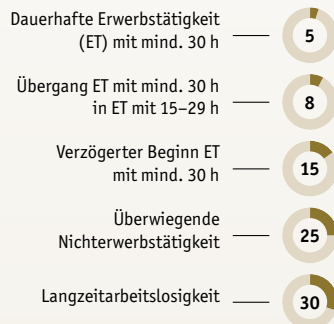 Dauerhafte Erwerbstätigkeit
(ET) mit mind. 30 h
5
Übergang ET mit mind. 30 h
in ET mit 15–29 h
8
Verzögerter Beginn ET
mit mind. 30 h
15
Überwiegende
Nichterwerbstätigkeit
25
Langzeitarbeitslosigkeit
30